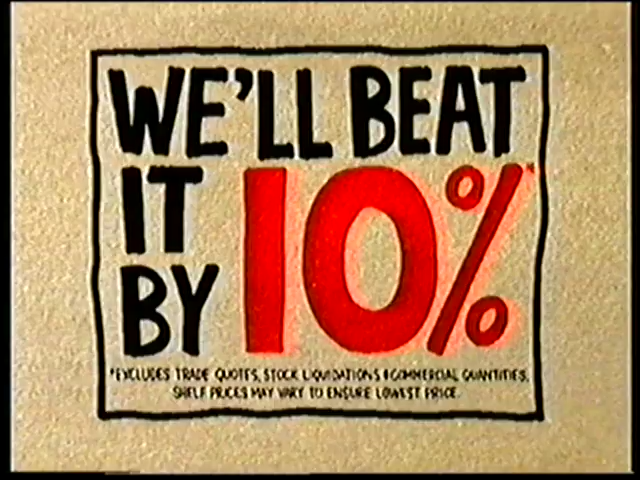 WE'LL BEAT
IT
BY
10%*
*EXCLUDES TRADE QUOTES, STOCK LIQUIDATIONS & COMMERCIAL QUANTITIES.
SHELF PRICES MAY VARY TO ENSURE LOWEST PRICE.